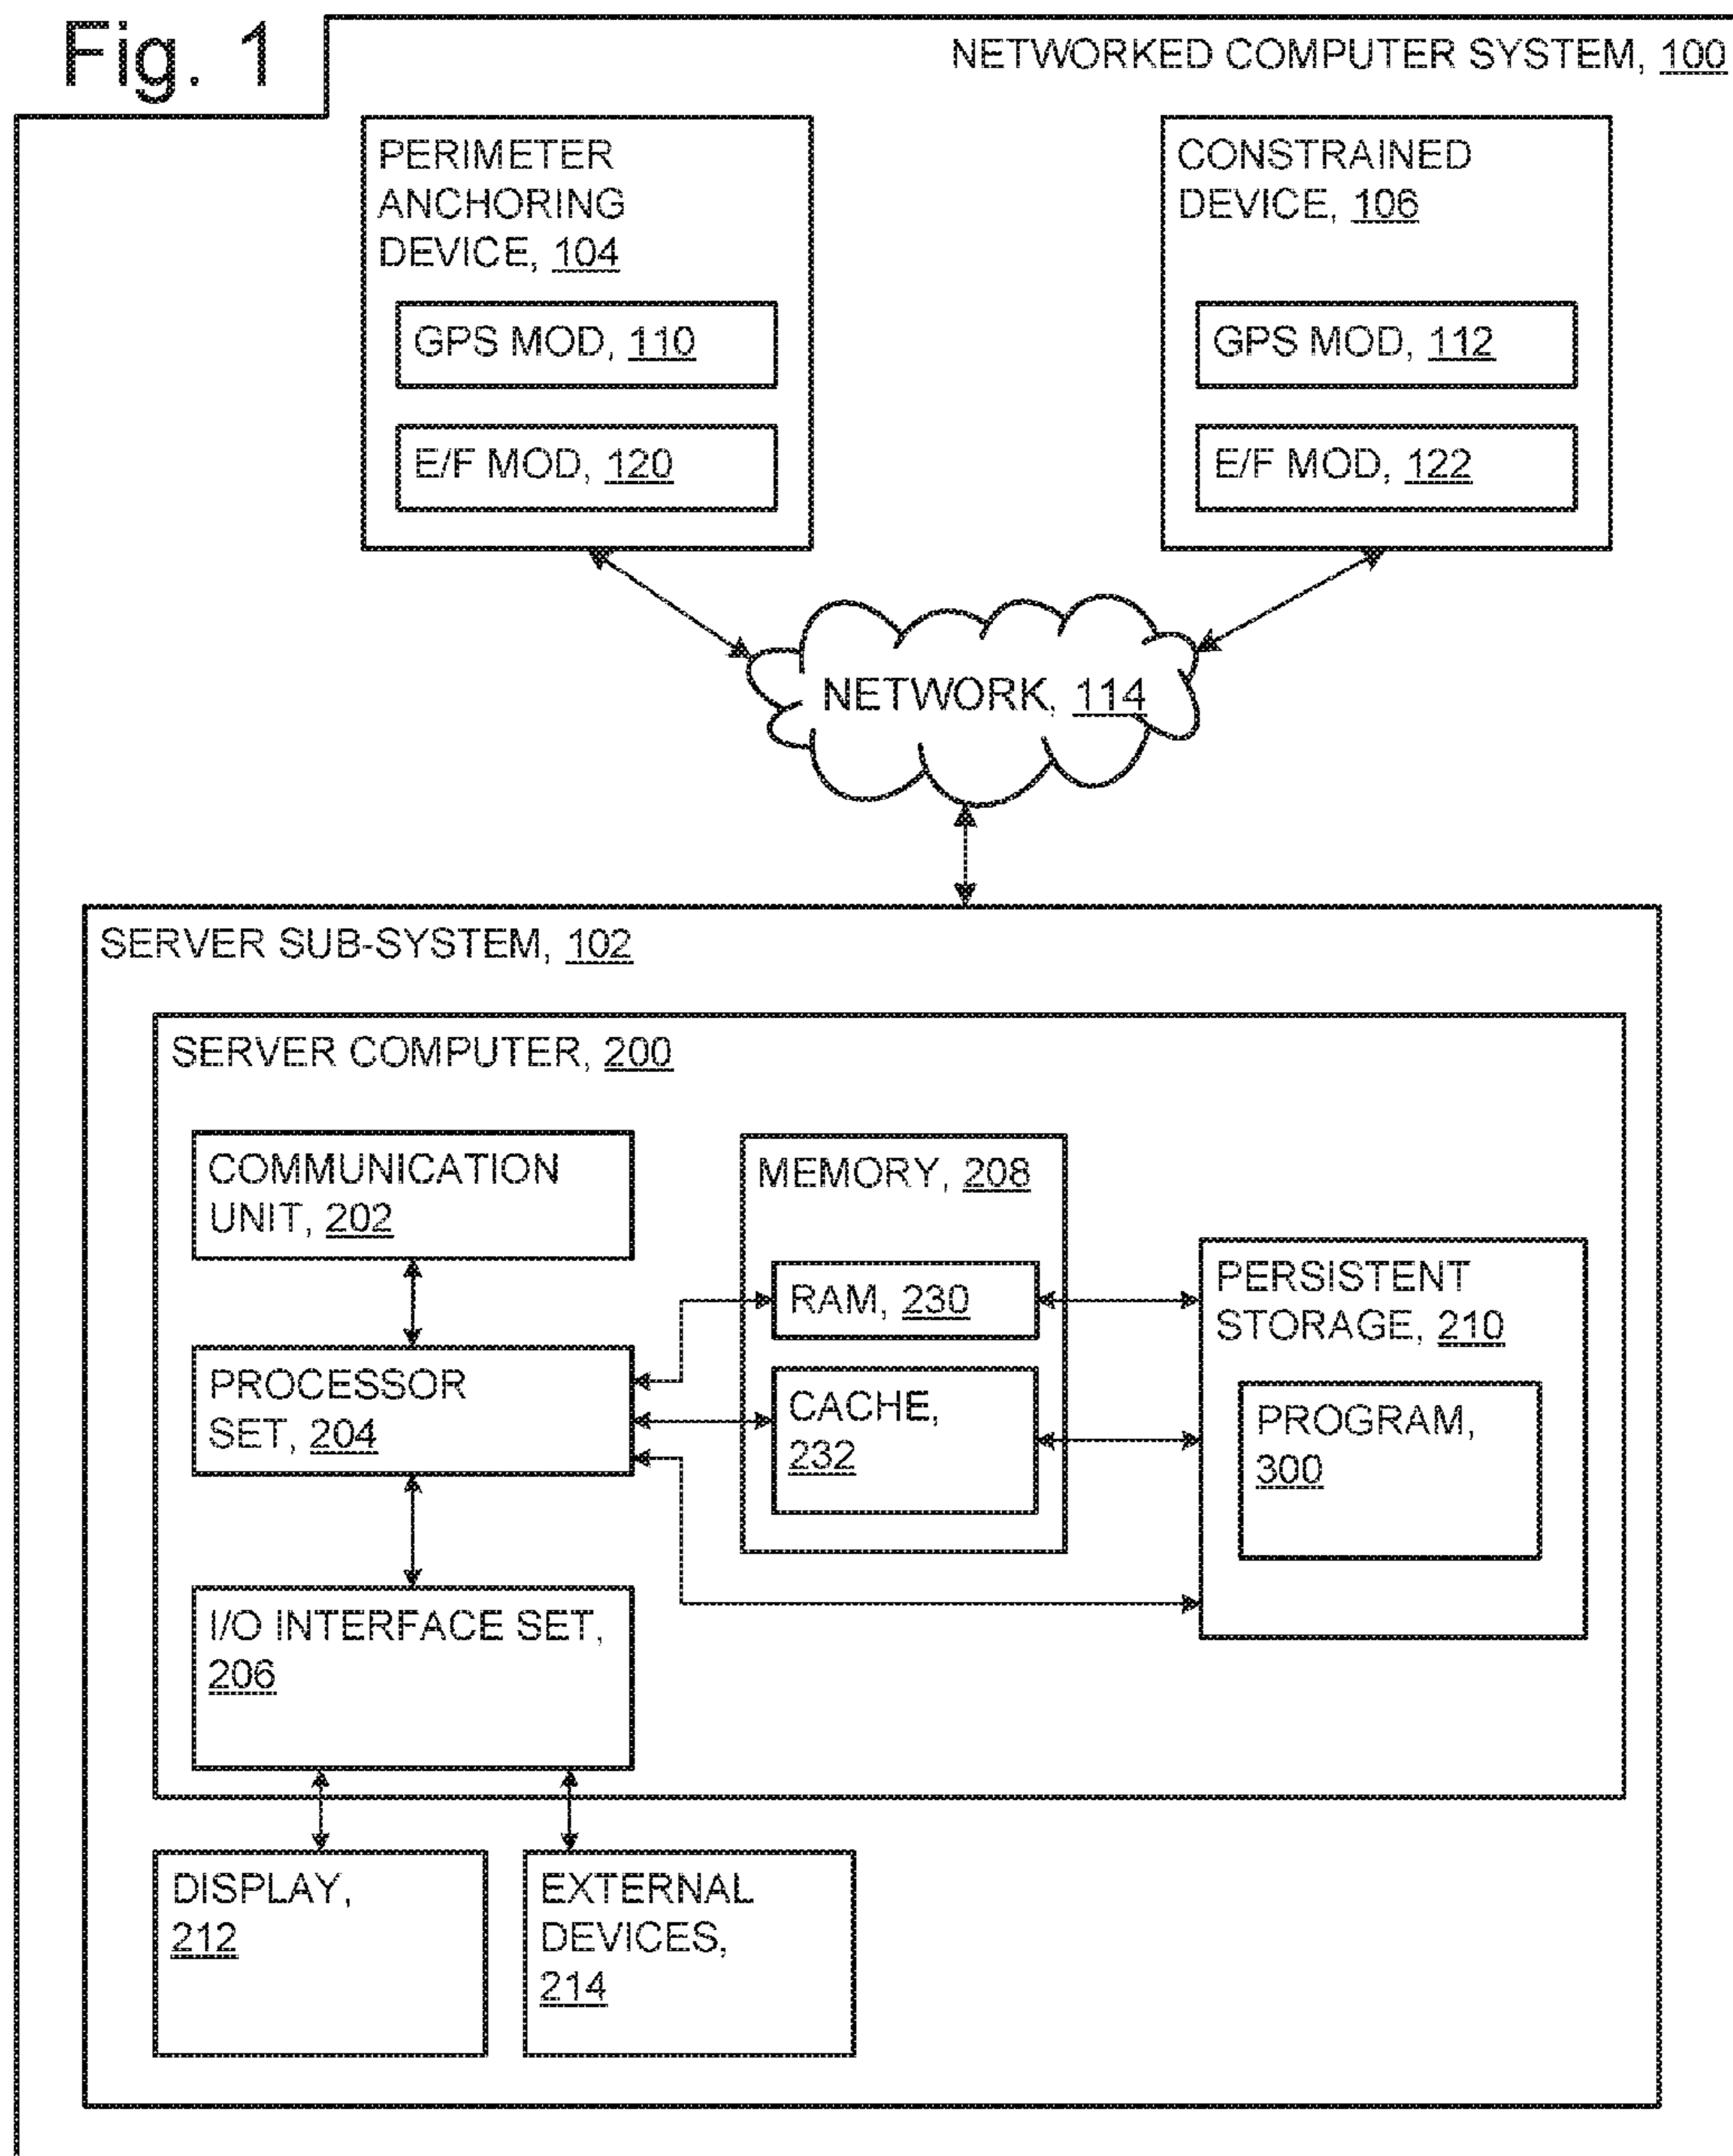 Fig. 1
NETWORKED COMPUTER SYSTEM, 100
PERIMETER
ANCHORING
DEVICE, 104
GPS MOD, 110
E/F MOD, 120
CONSTRAINED
DEVICE, 106
GPS MOD, 112
E/F MOD, 122
NETWORK, 114
SERVER SUB-SYSTEM, 102
SERVER COMPUTER, 200
COMMUNICATION
UNIT, 202
PROCESSOR
SET, 204
I/O INTERFACE SET,
206
MEMORY, 208
RAM, 230
CACHE,
232
PERSISTENT
STORAGE, 210
PROGRAM,
300
DISPLAY,
212
EXTERNAL
DEVICES,
214